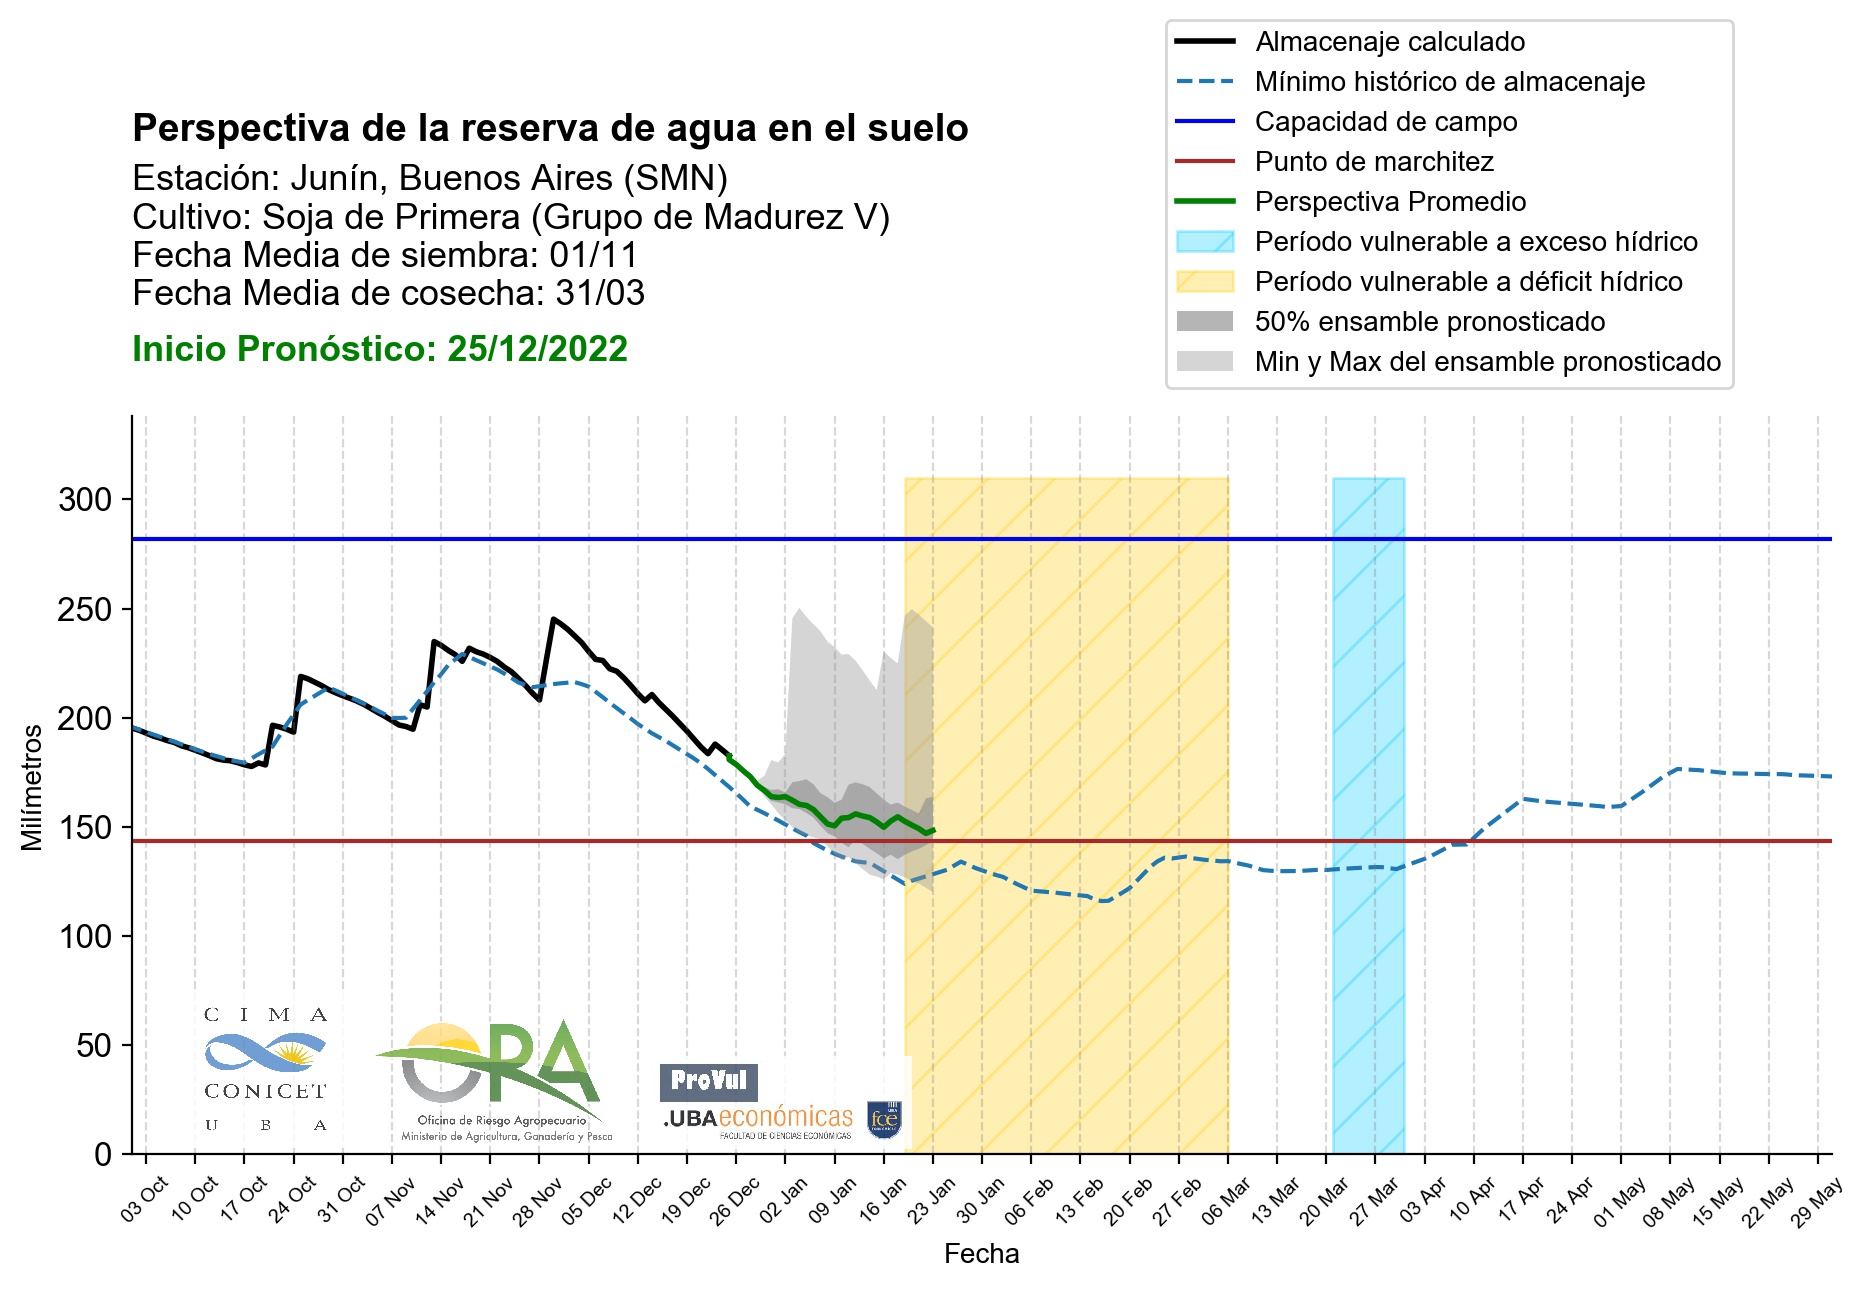 Almacenaje calculado
Mínimo histórico de almacenaje
Capacidad de campo
Punto de marchitez
Perspectiva Promedio
Período vulnerable a exceso hídrico
Período vulnerable a déficit hídrico
50% ensamble pronosticado
Min y Max del ensamble pronosticado
Perspectiva de la reserva de agua en el suelo
Estación: Junín, Buenos Aires (SMN)
Cultivo: Soja de Primera (Grupo de Madurez V)
Fecha Media de siembra: 01/11
Fecha Media de cosecha: 31/03
Inicio Pronóstico: 25/12/2022
Milímetros
300
250
200
150
100
50
0
C I M A
CONICET
U B A
ORA
Oficina de Riesgo Agropecuario
Ministerio de Agricultura, Ganadería y Pesca
ProVul
.UBAeconómicas
FACULTAD DE CIENCIAS ECONÓMICAS
UBA
fce
ECONÓMICAS
03 Oct
10 Oct
17 Oct
24 Oct
31 Oct
07 Nov
14 Nov
21 Nov
28 Nov
05 Dec
12 Dec
19 Dec
26 Dec
02 Jan
09 Jan
16 Jan
23 Jan
30 Jan
06 Feb
13 Feb
20 Feb
27 Feb
06 Mar
13 Mar
20 Mar
27 Mar
03 Apr
10 Apr
17 Apr
24 Apr
01 May
08 May
15 May
22 May
29 May
Fecha